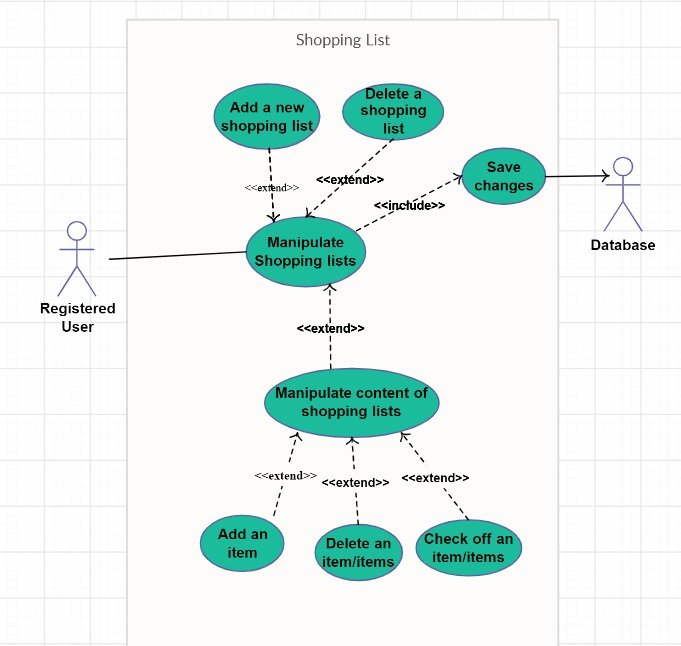 Shopping List
Add a new
shopping list
Delete a
shopping
list
<<extend>>
<<extend>>
Save
changes
<<include>>
Database
Manipulate
Shopping lists
Registered
User
<<extend>>
Manipulate content of
shopping lists
<<extend>>
<<extend>>
<<extend>>
Add an
item
Delete an
item/items
Check off an
item/items